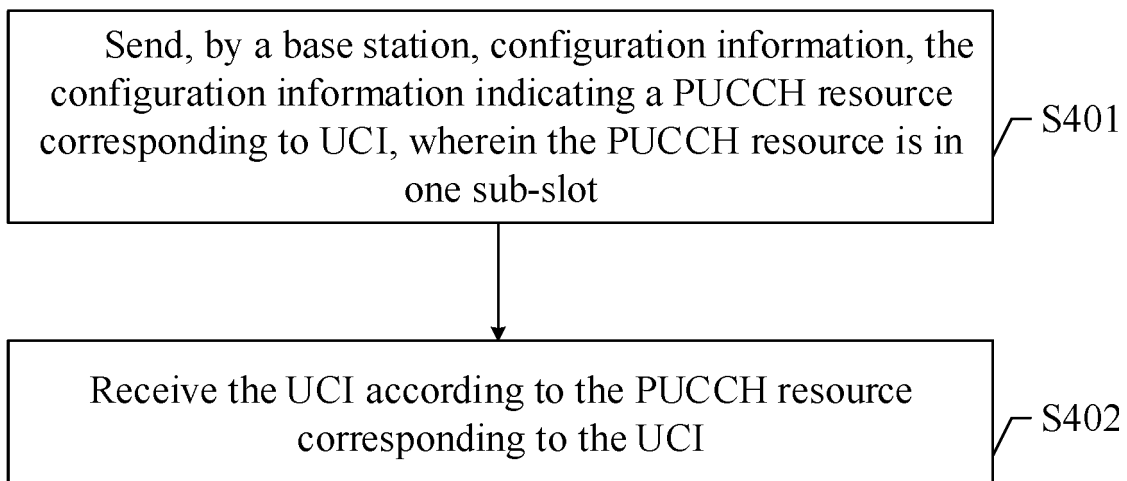 Send, by a base station, configuration information, the
configuration information indicating a PUCCH resource
corresponding to UCI, wherein the PUCCH resource is in
one sub-slot
S401
Receive the UCI according to the PUCCH resource
corresponding to the UCI
S402